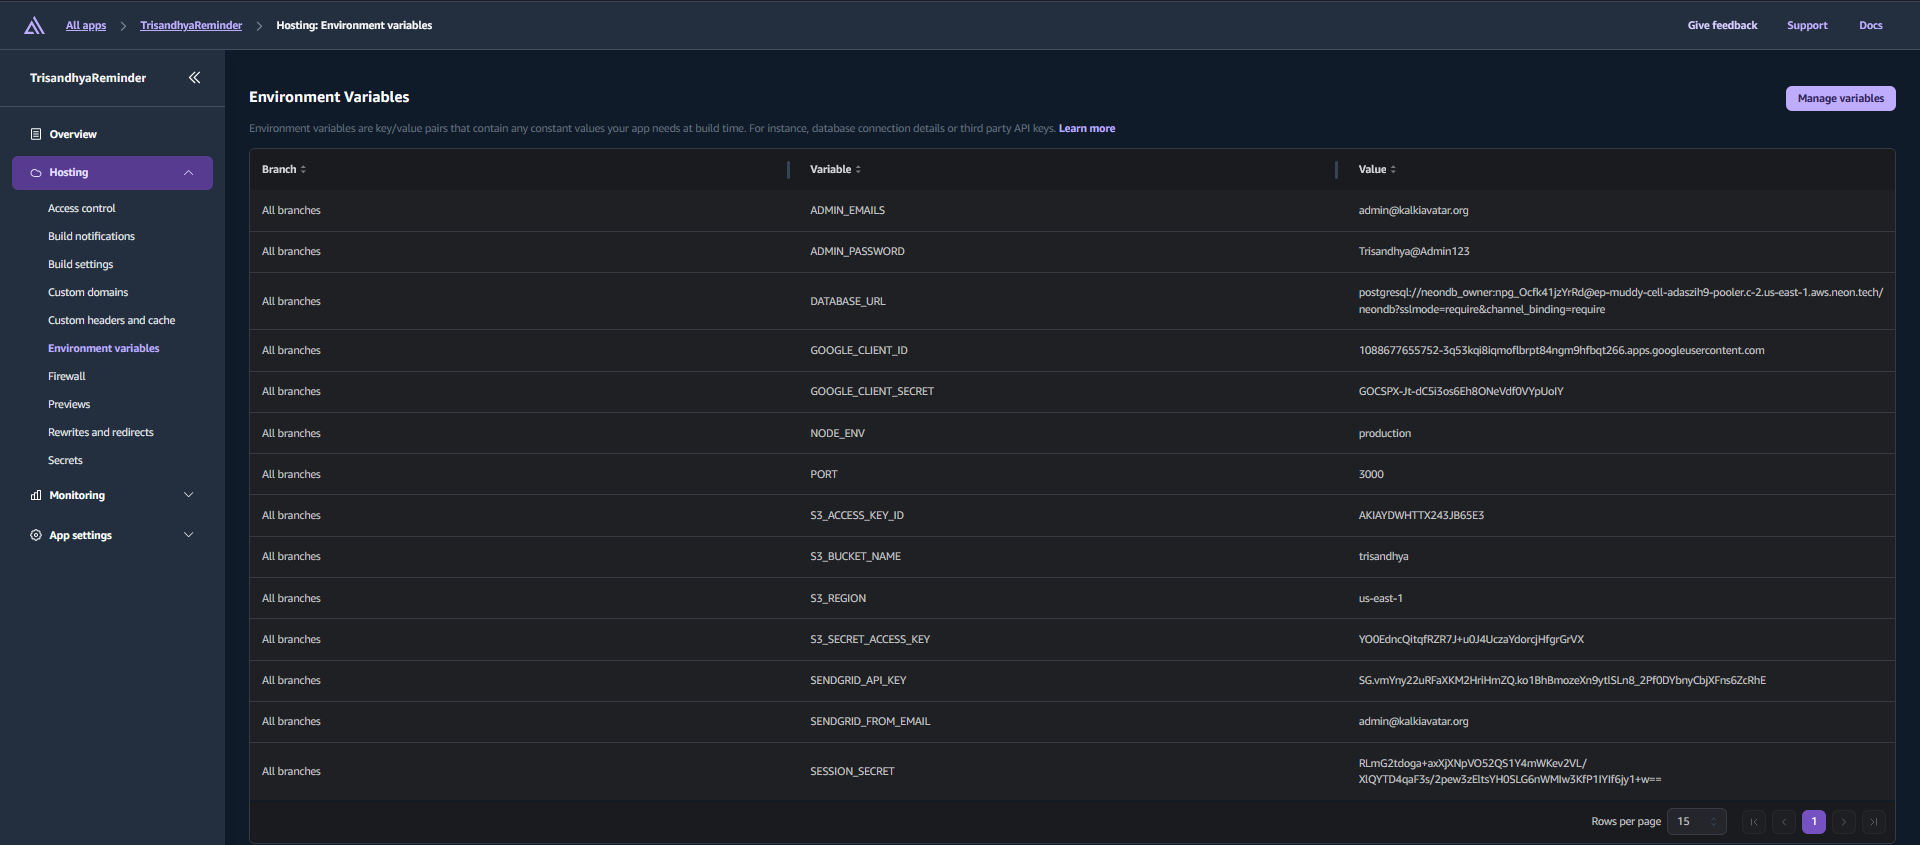 All apps > TrisandhyaReminder > Hosting: Environment variables
Give feedback Support Docs
TrisandhyaReminder
Overview
Hosting
Access control
Build notifications
Build settings
Custom domains
Custom headers and cache
Environment variables
Firewall
Previews
Rewrites and redirects
Secrets
Monitoring
App settings
Environment Variables
Manage variables
Environment variables are key/value pairs that contain any constant values your app needs at build time. For instance, database connection details or third party API keys. Learn more
Branch Variable Value
All branches ADMIN_EMAILS admin@kalkiavatar.org
All branches ADMIN_PASSWORD Trisandhya@Admin123
All branches DATABASE_URL postgresql://neondb_owner:npg_Ocfk41jzYrRd@ep-muddy-cell-adaszih9-pooler.c-2.us-east-1.aws.neon.tech/
neondb?sslmode=require&channel_binding=require
All branches GOOGLE_CLIENT_ID 1088677655752-3q53kqi8iqmoflbrpt84ngm9hfbqt266.apps.googleusercontent.com
All branches GOOGLE_CLIENT_SECRET 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
All branches NODE_ENV production
All branches PORT 3000
All branches S3_ACCESS_KEY_ID AKIAYDWHTTX243JB65E3
All branches S3_BUCKET_NAME trisandhya
All branches S3_REGION us-east-1
All branches S3_SECRET_ACCESS_KEY YO0EdncQitqfRZR7J+u0J4UczaYdorcjHfgrGrVX
All branches SENDGRID_API_KEY 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
All branches SENDGRID_FROM_EMAIL admin@kalkiavatar.org
All branches SESSION_SECRET RLmG2tdoga+axXjXNpVO52QS1Y4mWKev2VL/
XlQYTD4qaF3s/2pew3zEltsYH0SLG6nWMIw3KfP1IYIf6jy1+w==
Rows per page 15 1